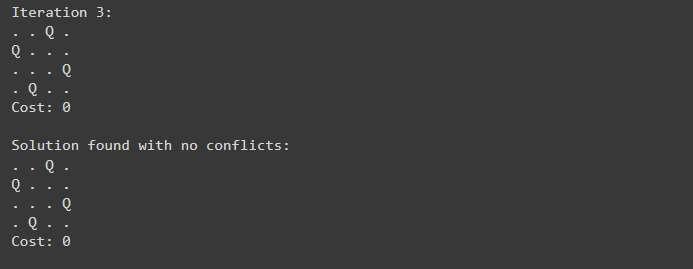 Iteration 3:
. . Q .
Q . . .
. . . Q
. Q . .
Cost: 0

Solution found with no conflicts:
. . Q .
Q . . .
. . . Q
. Q . .
Cost: 0